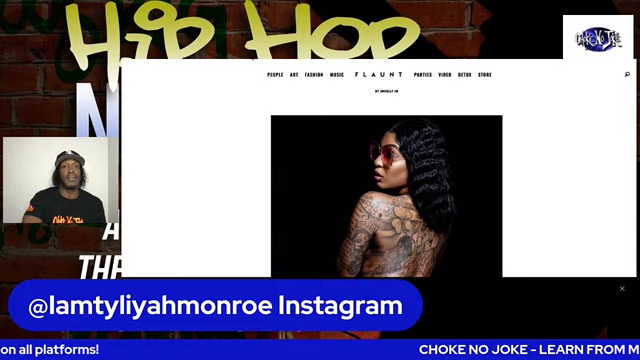 HIP HOP
N
PEOPLE ART FASHION MUSIC FLAUNT PARTIES VIDEO DETOX STORE
A
THE
@Iamtyliyahmonroe Instagram
on all platforms!
CHOKE NO JOKE - LEARN FROM M